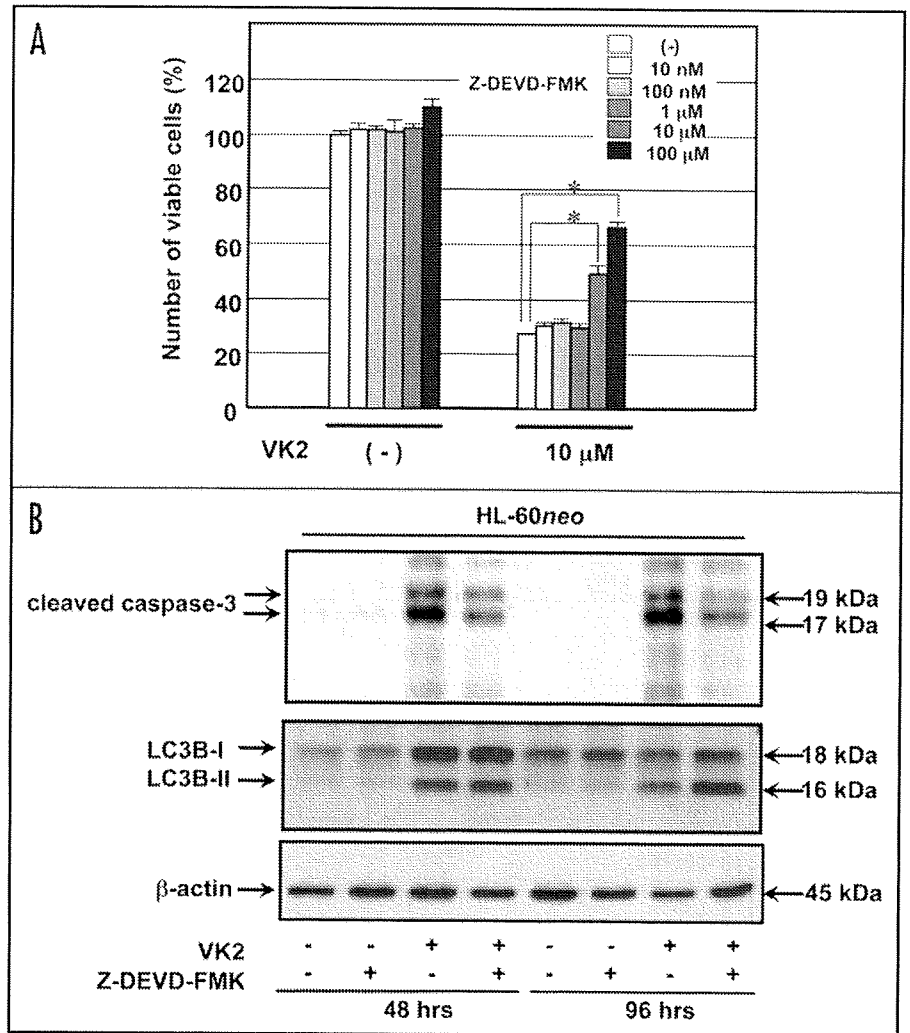 A
Number of viable cells (%)
120
100
80
60
40
20
0
Z-DEVD-FMK
(-)
10 nM
100 nM
1 µM
10 µM
100 µM
*
*
VK2 (-) 10 µM
B
HL-60neo
cleaved caspase-3
19 kDa
17 kDa
LC3B-I
18 kDa
LC3B-II
16 kDa
β-actin
45 kDa
VK2 - - + + - - + +
Z-DEVD-FMK - + - + - + - +
48 hrs 96 hrs